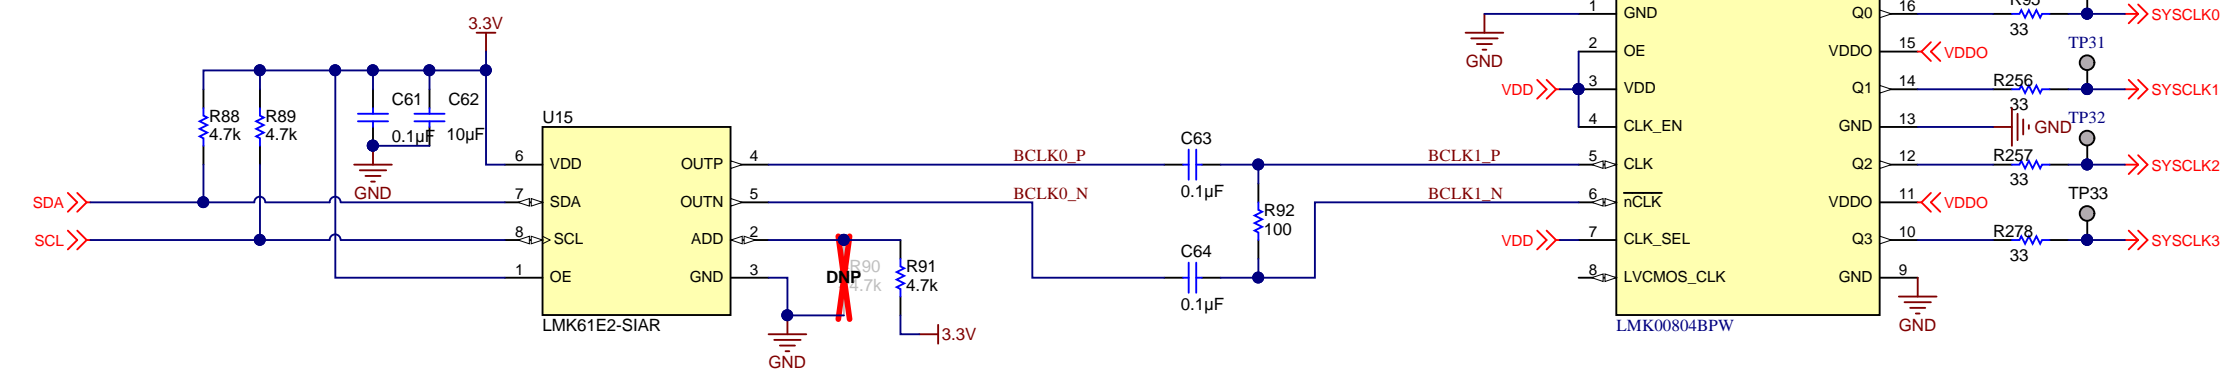 3.3V
R88
4.7k
R89
4.7k
C61
0.1µF
C62
10µF
GND
SDA
SCL
U15
6 VDD
7 SDA
8 SCL
1 OE
OUTP 4
OUTN 5
ADD 2
GND 3
LMK61E2-SIAR
GND
R90
4.7k
DNP
R91
4.7k
3.3V
BCLK0_P
BCLK0_N
C63
0.1µF
C64
0.1µF
R92
100
BCLK1_P
BCLK1_N
GND
VDD
VDD
1 GND
2 OE
3 VDD
4 CLK_EN
5 CLK
6 nCLK
7 CLK_SEL
8 LVCMOS_CLK
Q0 16
VDDO 15
Q1 14
GND 13
Q2 12
VDDO 11
Q3 10
GND 9
LMK00804BPW
R95
33
SYSCLK0
VDDO
TP31
R256
33
SYSCLK1
GND
TP32
R257
33
SYSCLK2
VDDO
TP33
R278
33
SYSCLK3
GND